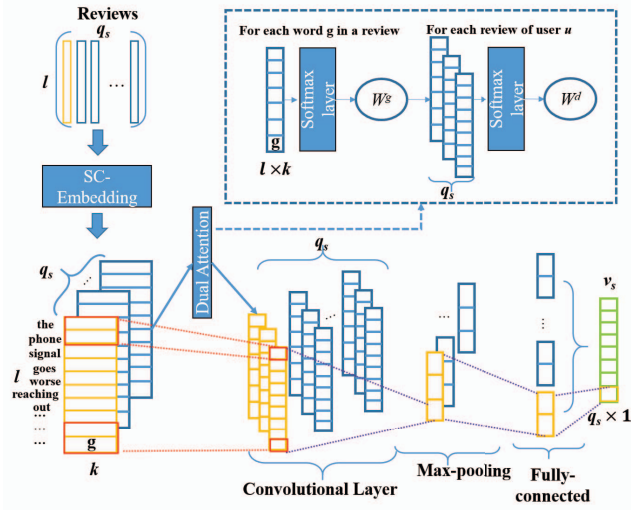 Reviews
q_s
l
...
SC-
Embedding
For each word g in a review
For each review of user u
Softmax
layer
W^g
Softmax
layer
W^d
g
l × k
q_s
Dual Attention
q_s
...
q_s
...
...
...
v_s
the
phone
signal
goes
worse
reaching
out
...
...
...
l
g
k
q_s × 1
Convolutional Layer
Max-pooling
Fully-
connected